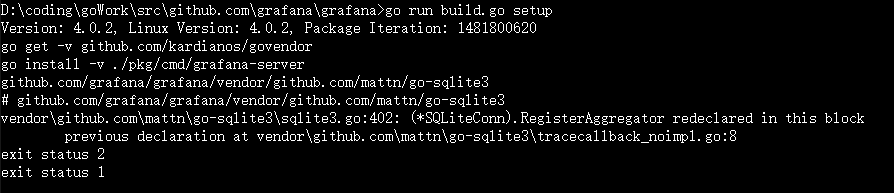 D:\coding\goWork\src\github.com\grafana\grafana>go run build.go setup
Version: 4.0.2, Linux Version: 4.0.2, Package Iteration: 1481800620
go get -v github.com/kardianos/govendor
go install -v ./pkg/cmd/grafana-server
github.com/grafana/grafana/vendor/github.com/mattn/go-sqlite3
# github.com/grafana/grafana/vendor/github.com/mattn/go-sqlite3
vendor\github.com\mattn\go-sqlite3\sqlite3.go:402: (*SQLiteConn).RegisterAggregator redeclared in this block
previous declaration at vendor\github.com\mattn\go-sqlite3\tracecallback_noimpl.go:8
exit status 2
exit status 1